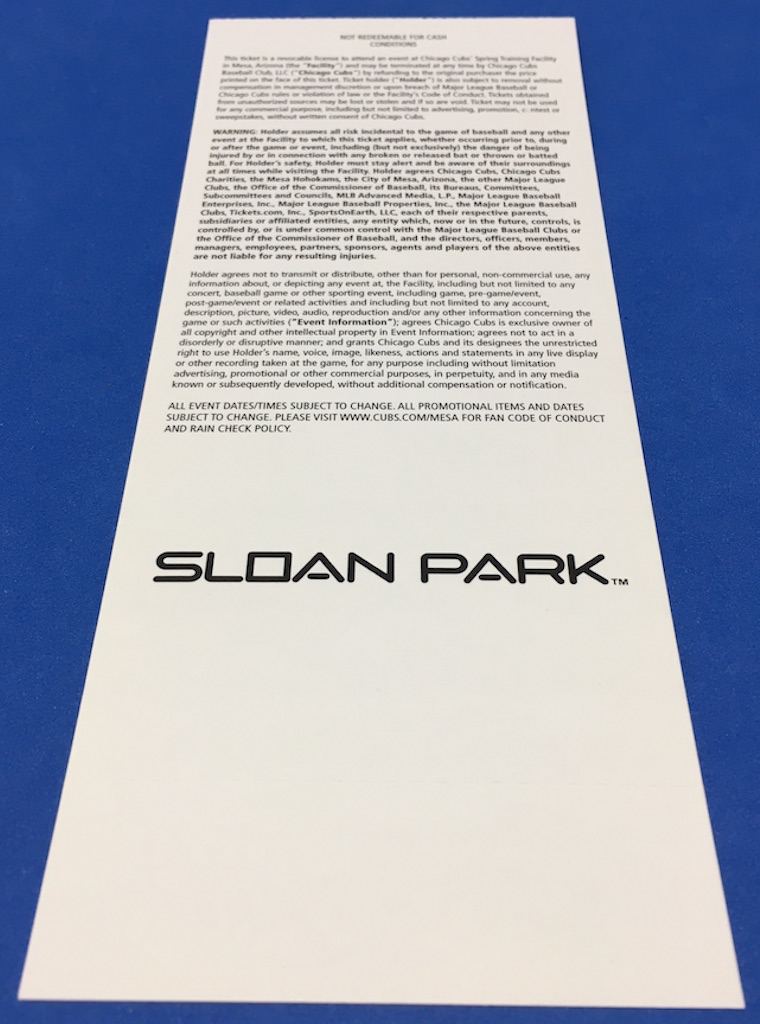 NOT REDEEMABLE FOR CASH
CONDITIONS
This ticket is a revocable license to attend an event at Chicago Cubs' Spring Training Facility
in Mesa, Arizona (the "Facility") and may be terminated at any time by Chicago Cubs
Baseball Club, LLC ("Chicago Cubs") by refunding to the original purchaser the price
printed on the face of this ticket. Ticket holder ("Holder") is also subject to removal without
compensation in management discretion or upon breach of Major League Baseball or
Chicago Cubs rules or violation of law or the Facility's Code of Conduct. Tickets obtained
from unauthorized sources may be lost or stolen and if so are void. Ticket may not be used
for any commercial purpose, including but not limited to advertising, promotion, contest or
sweepstakes, without written consent of Chicago Cubs.
WARNING: Holder assumes all risk incidental to the game of baseball and any other
event at the Facility to which this ticket applies, whether occurring prior to, during
or after the game or event, including (but not exclusively) the danger of being
injured by or in connection with any broken or released bat or thrown or batted
ball. For Holder's safety, Holder must stay alert and be aware of their surroundings
at all times while visiting the Facility. Holder agrees Chicago Cubs, Chicago Cubs
Charities, the Mesa Hohokams, the City of Mesa, Arizona, the other Major League
Clubs, the Office of the Commissioner of Baseball, its Bureaus, Committees,
Subcommittees and Councils, MLB Advanced Media, L.P., Major League Baseball
Enterprises, Inc., Major League Baseball Properties, Inc., the Major League Baseball
Clubs, Tickets.com, Inc., SportsOnEarth, LLC, each of their respective parents,
subsidiaries or affiliated entities, any entity which, now or in the future, controls, is
controlled by, or is under common control with the Major League Baseball Clubs or
the Office of the Commissioner of Baseball, and the directors, officers, members,
managers, employees, partners, sponsors, agents and players of the above entities
are not liable for any resulting injuries.
Holder agrees not to transmit or distribute, other than for personal, non-commercial use, any
information about, or depicting any event at, the Facility, including but not limited to any
concert, baseball game or other sporting event, including game, pre-game/event,
post-game/event or related activities and including but not limited to any account,
description, picture, video, audio, reproduction and/or any other information concerning the
game or such activities ("Event Information"); agrees Chicago Cubs is exclusive owner of
all copyright and other intellectual property in Event Information; agrees not to act in a
disorderly or disruptive manner; and grants Chicago Cubs and its designees the unrestricted
right to use Holder's name, voice, image, likeness, actions and statements in any live display
or other recording taken at the game, for any purpose including without limitation
advertising, promotional or other commercial purposes, in perpetuity, and in any media
known or subsequently developed, without additional compensation or notification.
ALL EVENT DATES/TIMES SUBJECT TO CHANGE. ALL PROMOTIONAL ITEMS AND DATES
SUBJECT TO CHANGE. PLEASE VISIT WWW.CUBS.COM/MESA FOR FAN CODE OF CONDUCT
AND RAIN CHECK POLICY.
SLOAN PARK™